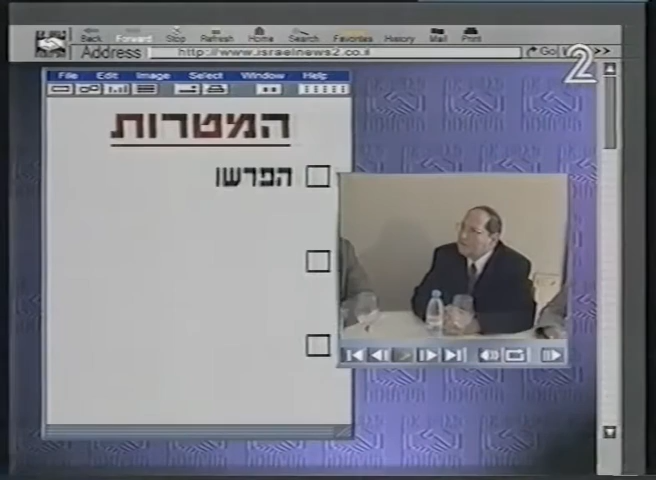 Back Forward Stop Refresh Home Search Favorites History Mail Print
Address http://www.israelnews2.co.il Go >>
2
File Edit Image Select Window Help
המטרות
הפרשו